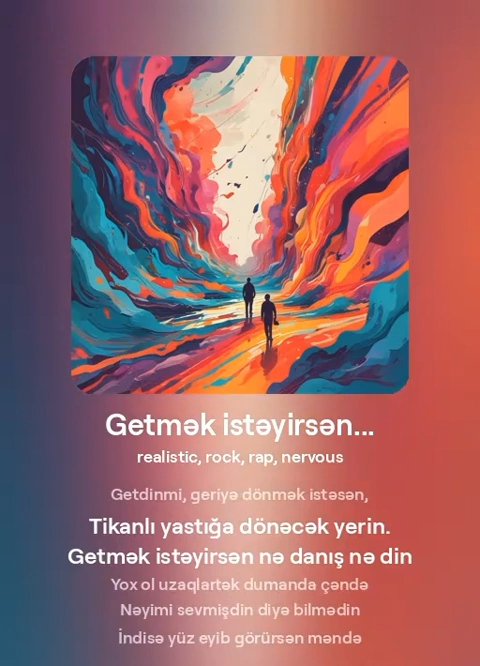 Getmək istəyirsən...
realistic, rock, rap, nervous
Getdinmi, geriyə dönmək istəsən,
Tikanlı yastığa dönəcək yerin.
Getmək istəyirsən nə danış nə din
Yox ol uzaqlartək dumanda çəndə
Nəyimi sevmişdin diyə bilmədin
İndisə yüz eyib görürsən məndə